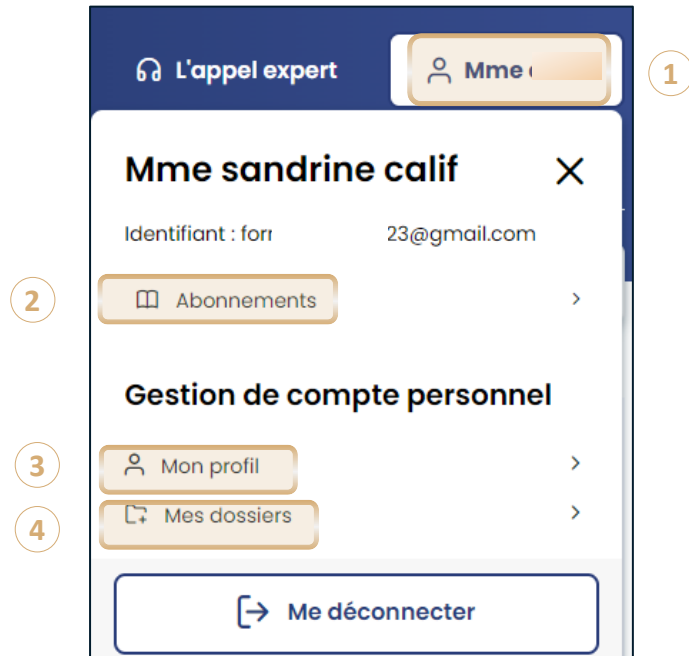 L'appel expert
Mme
1
Mme sandrine calif
Identifiant : for 23@gmail.com
2
Abonnements
Gestion de compte personnel
3
Mon profil
4
Mes dossiers
Me déconnecter